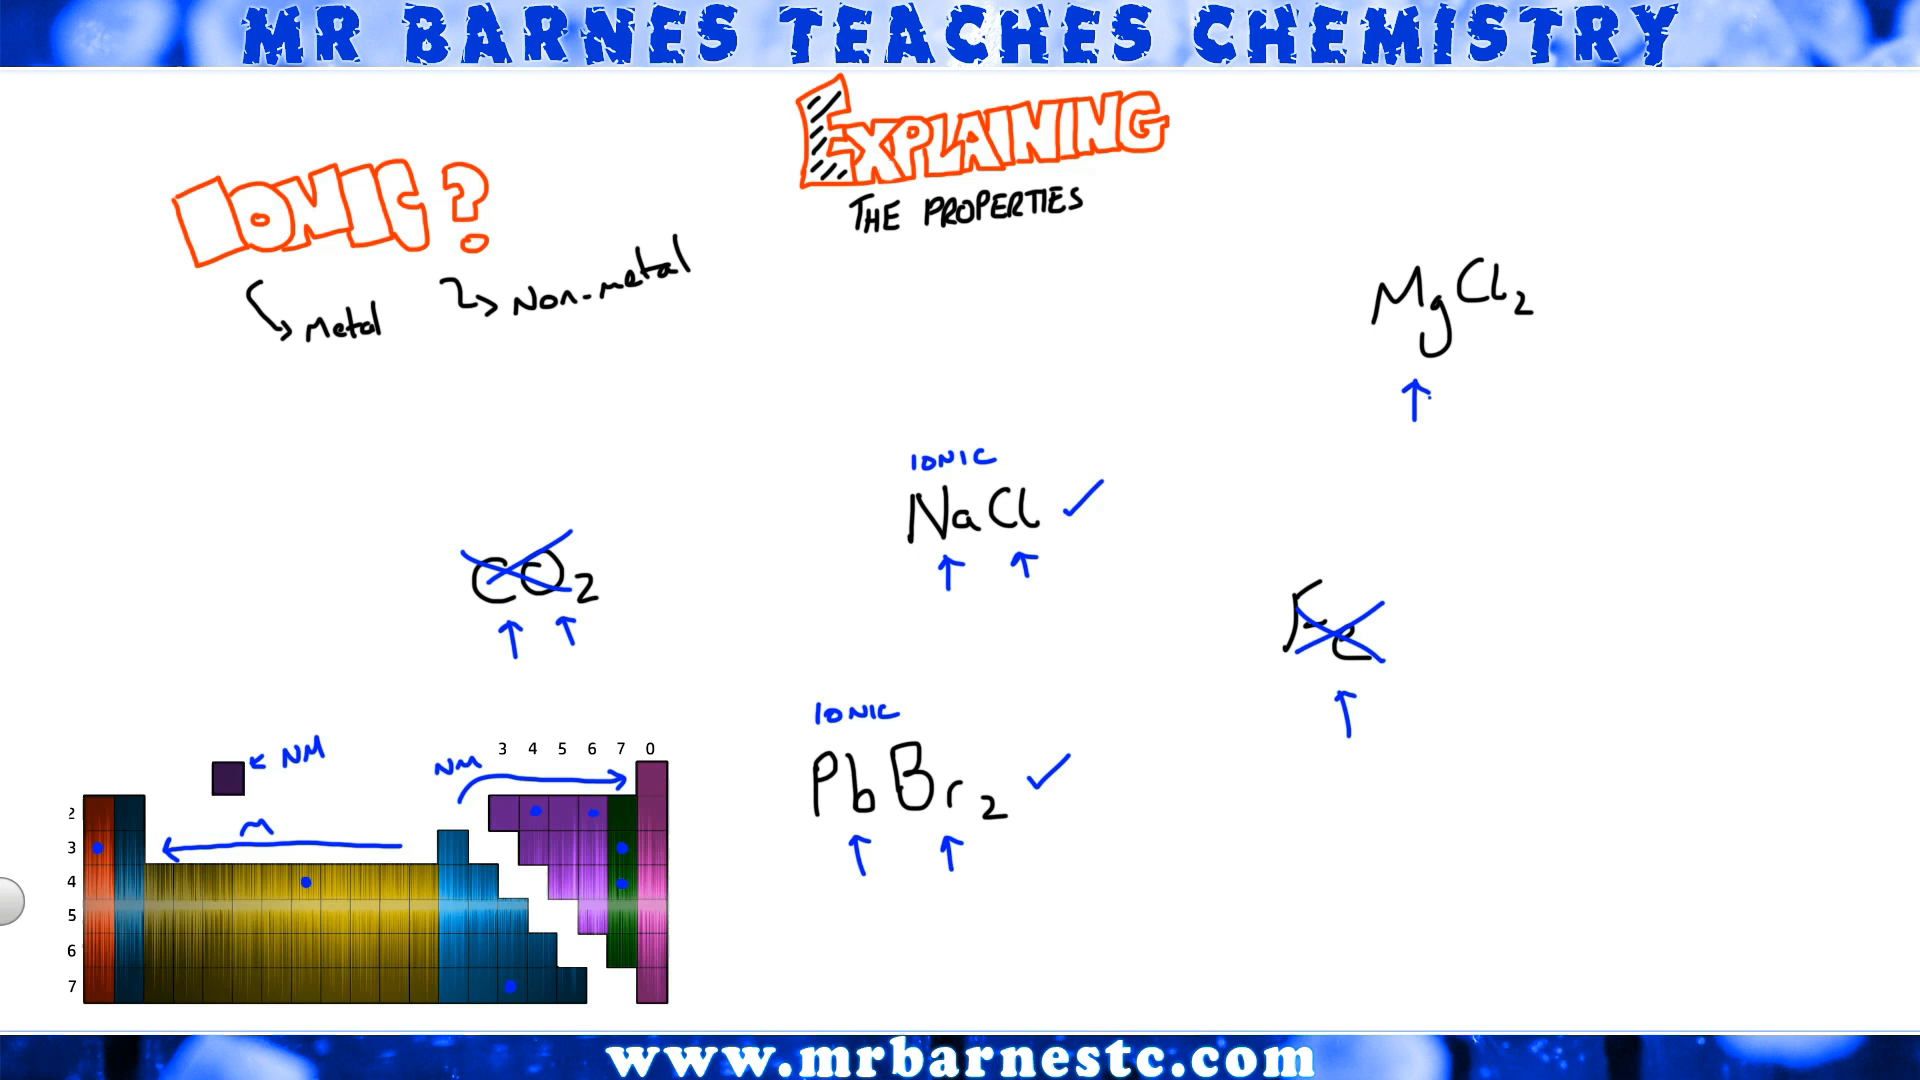 MR BARNES TEACHES CHEMISTRY
EXPLAINING
THE PROPERTIES
IONIC?
Metal
Non-metal
MgCl2
IONIC
NaCl
CO2
Fe
IONIC
PbBr2
NM
NM
3 4 5 6 7 0
M
2
3
4
5
6
7
www.mrbarnestc.com